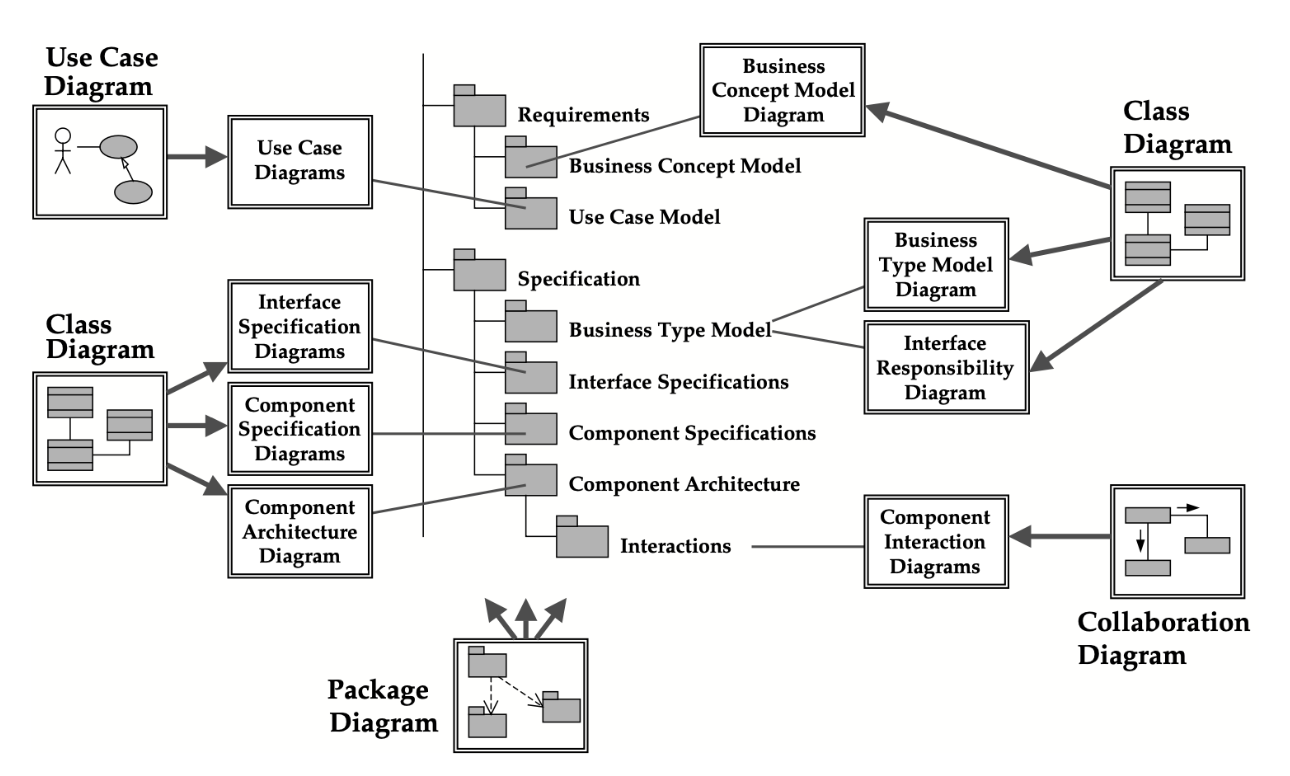 Use Case
Diagram
Use Case
Diagrams
Class
Diagram
Interface
Specification
Diagrams
Component
Specification
Diagrams
Component
Architecture
Diagram
Requirements
Business Concept Model
Use Case Model
Specification
Business Type Model
Interface Specifications
Component Specifications
Component Architecture
Interactions
Business
Concept Model
Diagram
Class
Diagram
Business
Type Model
Diagram
Interface
Responsibility
Diagram
Component
Interaction
Diagrams
Collaboration
Diagram
Package
Diagram